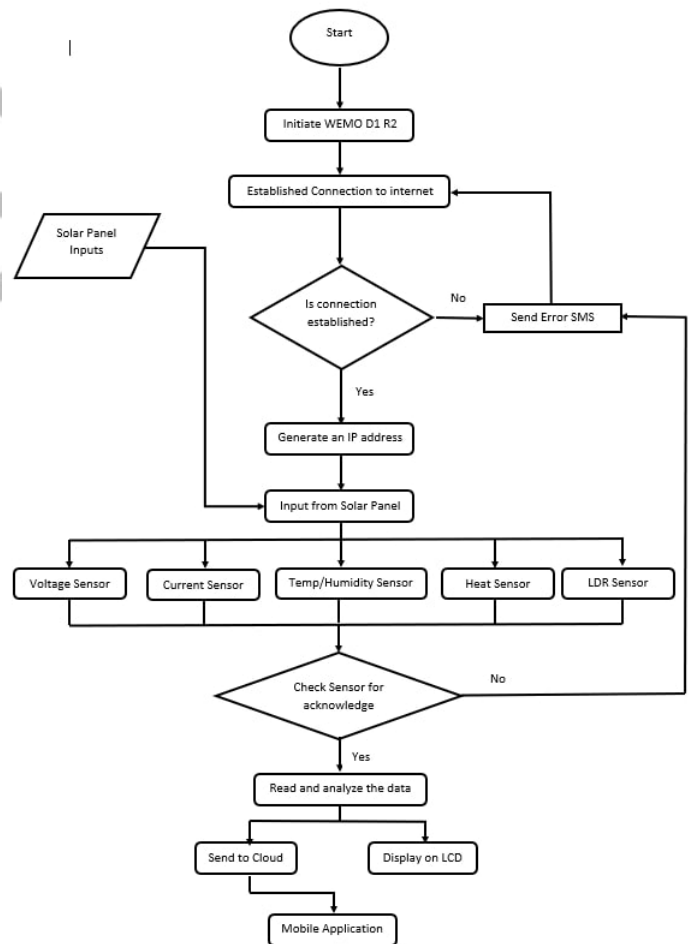 Start
Initiate WEMO D1 R2
Established Connection to internet
Solar Panel
Inputs
Is connection
established?
No
Send Error SMS
Yes
Generate an IP address
Input from Solar Panel
Voltage Sensor
Current Sensor
Temp/Humidity Sensor
Heat Sensor
LDR Sensor
Check Sensor for
acknowledge
No
Yes
Read and analyze the data
Send to Cloud
Display on LCD
Mobile Application